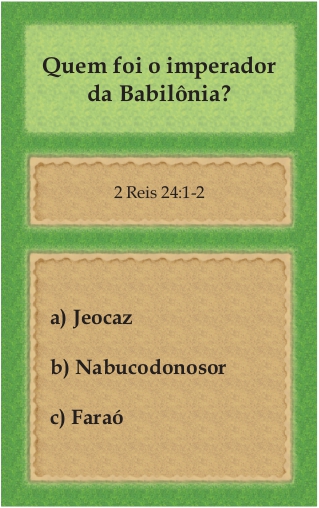 Quem foi o imperador
da Babilônia?
2 Reis 24:1-2
a) Jeocaz
b) Nabucodonosor
c) Faraó